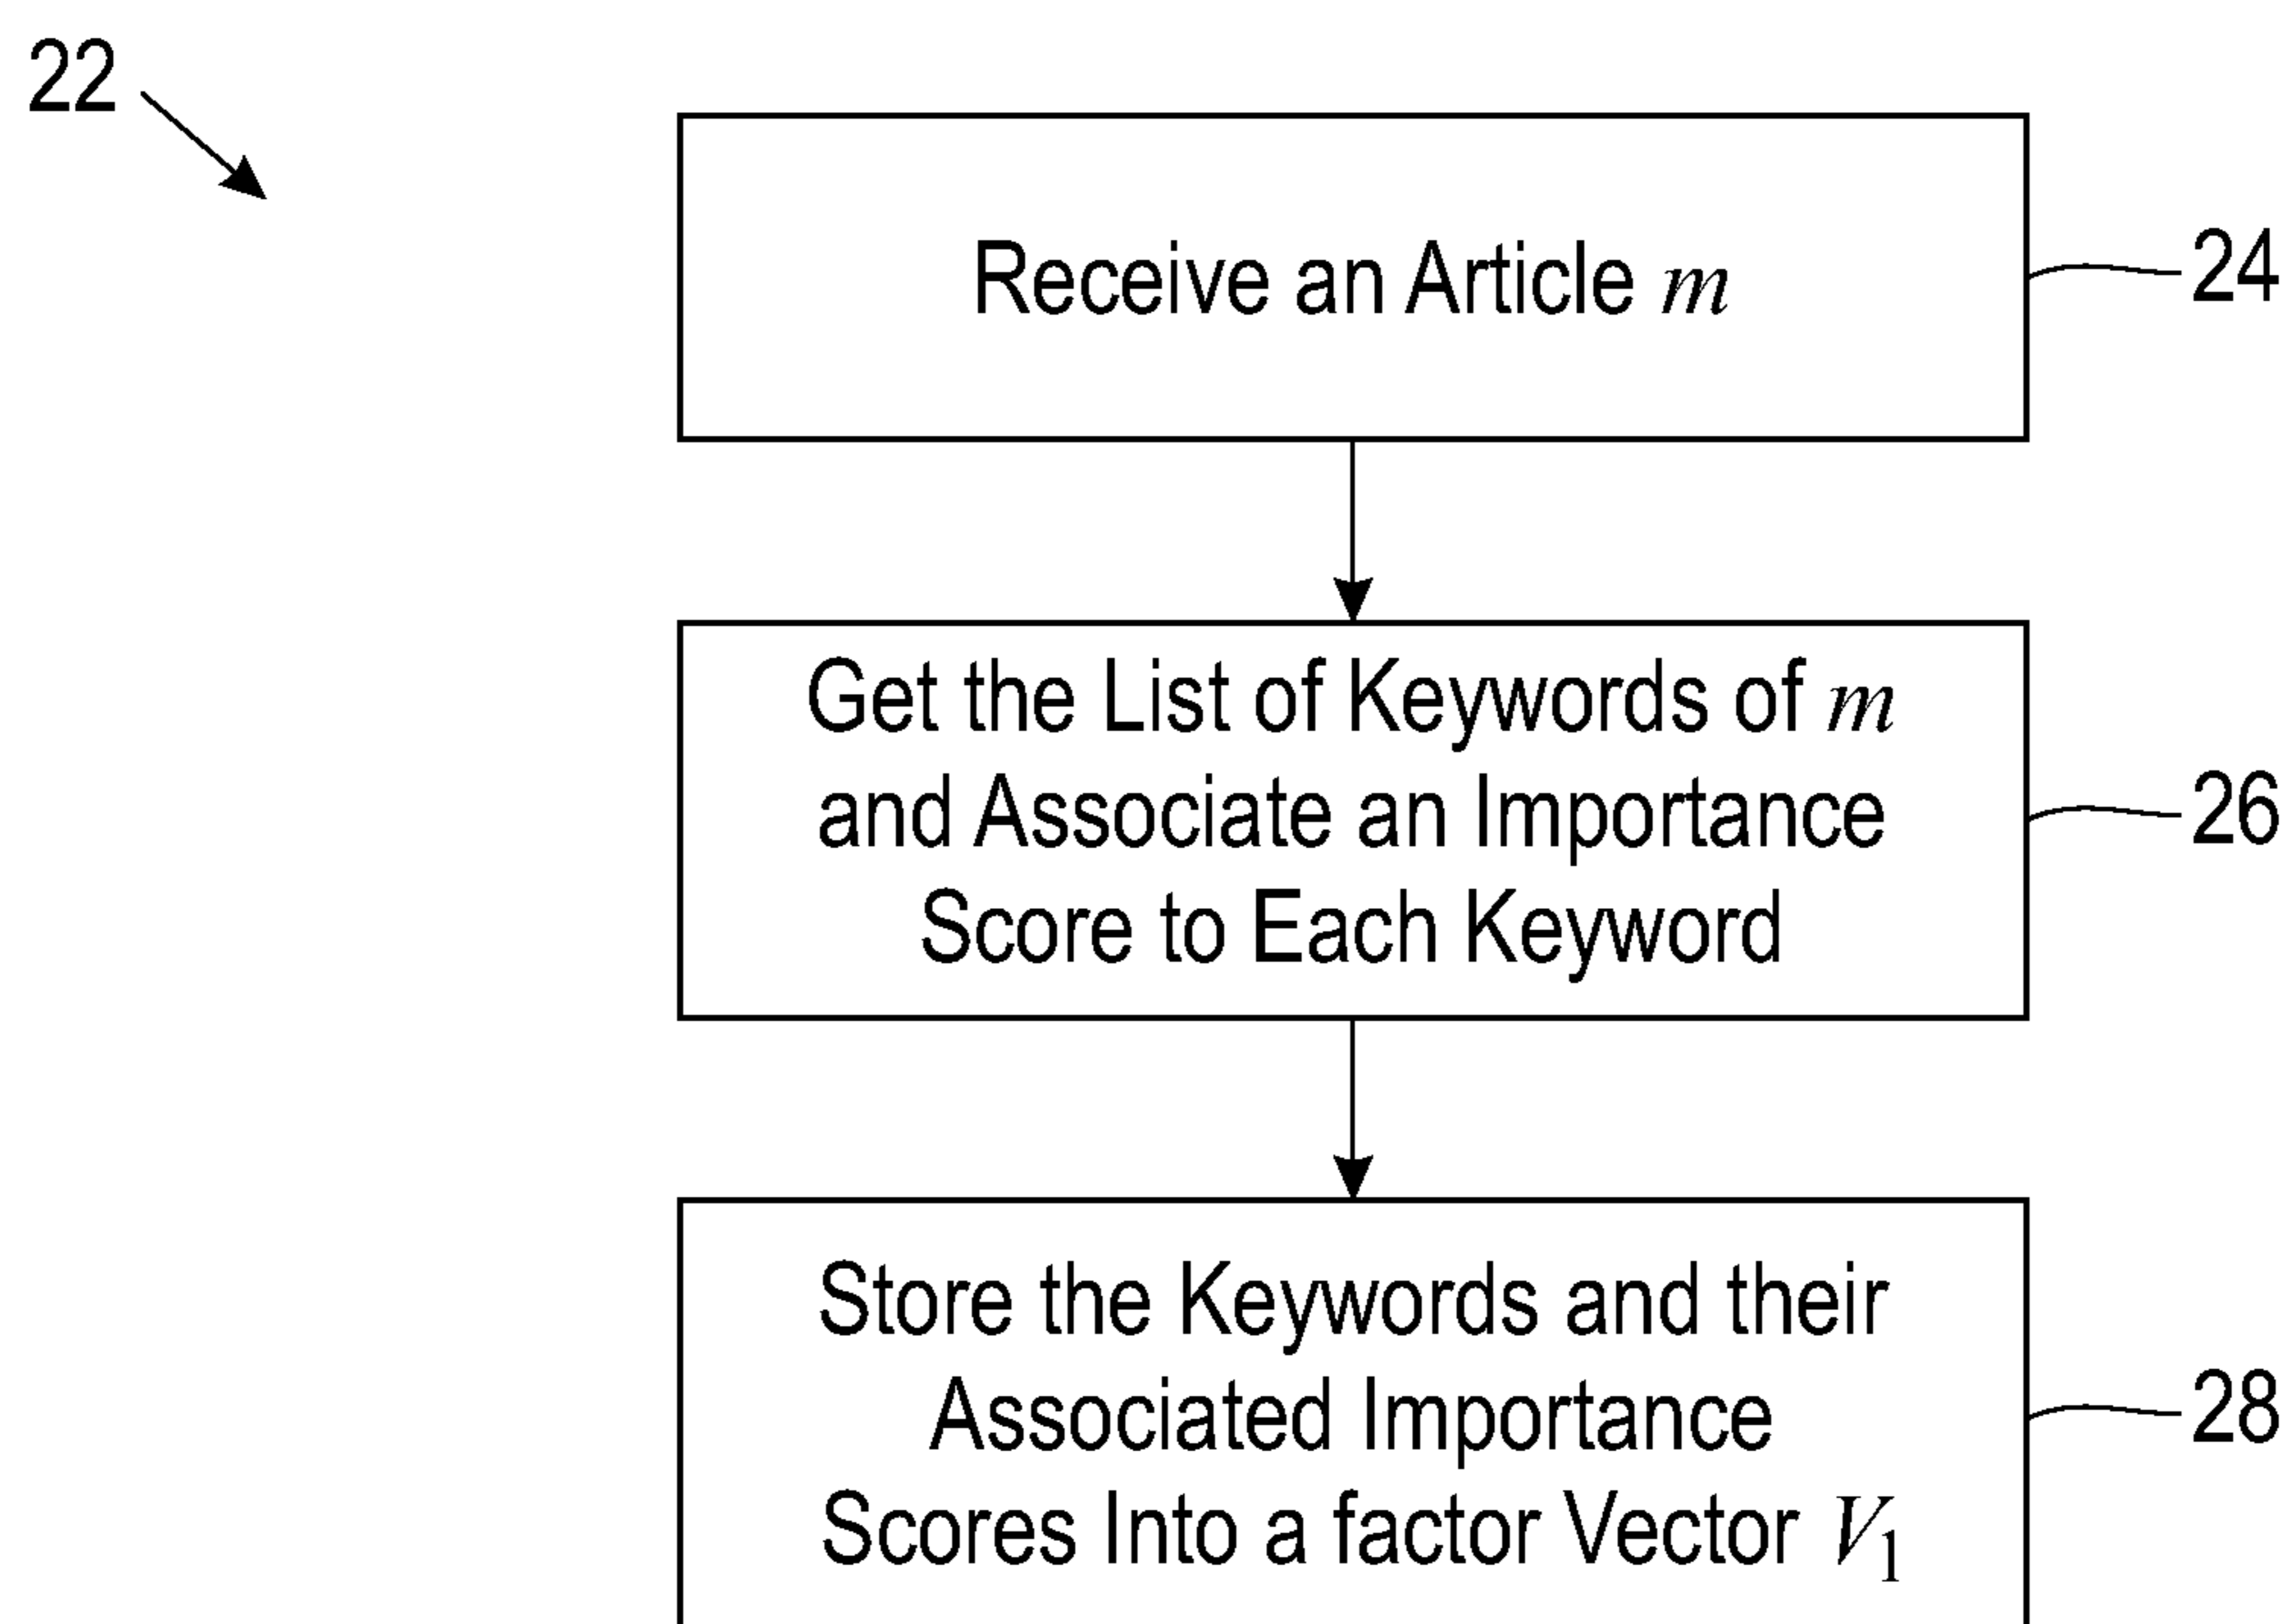 22
Receive an Article m
24
Get the List of Keywords of m
and Associate an Importance
Score to Each Keyword
26
Store the Keywords and their
Associated Importance
Scores Into a factor Vector V₁
28